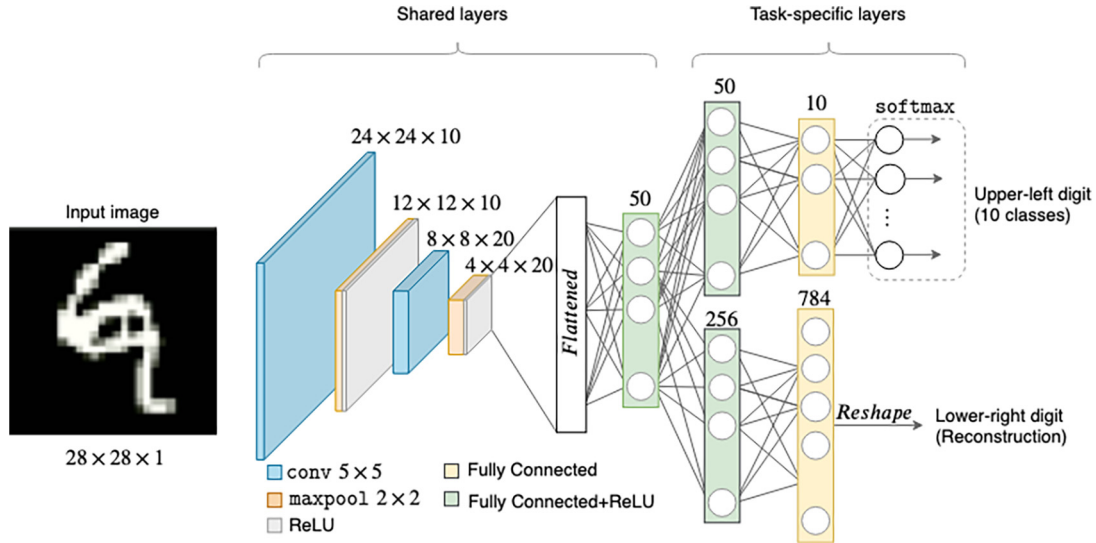 Shared layers
Task-specific layers
Input image
28 × 28 × 1
24 × 24 × 10
12 × 12 × 10
8 × 8 × 20
4 × 4 × 20
Flattened
50
50
10
softmax
⋮
Upper-left digit
(10 classes)
256
784
Reshape
Lower-right digit
(Reconstruction)
conv 5 × 5
maxpool 2 × 2
ReLU
Fully Connected
Fully Connected+ReLU